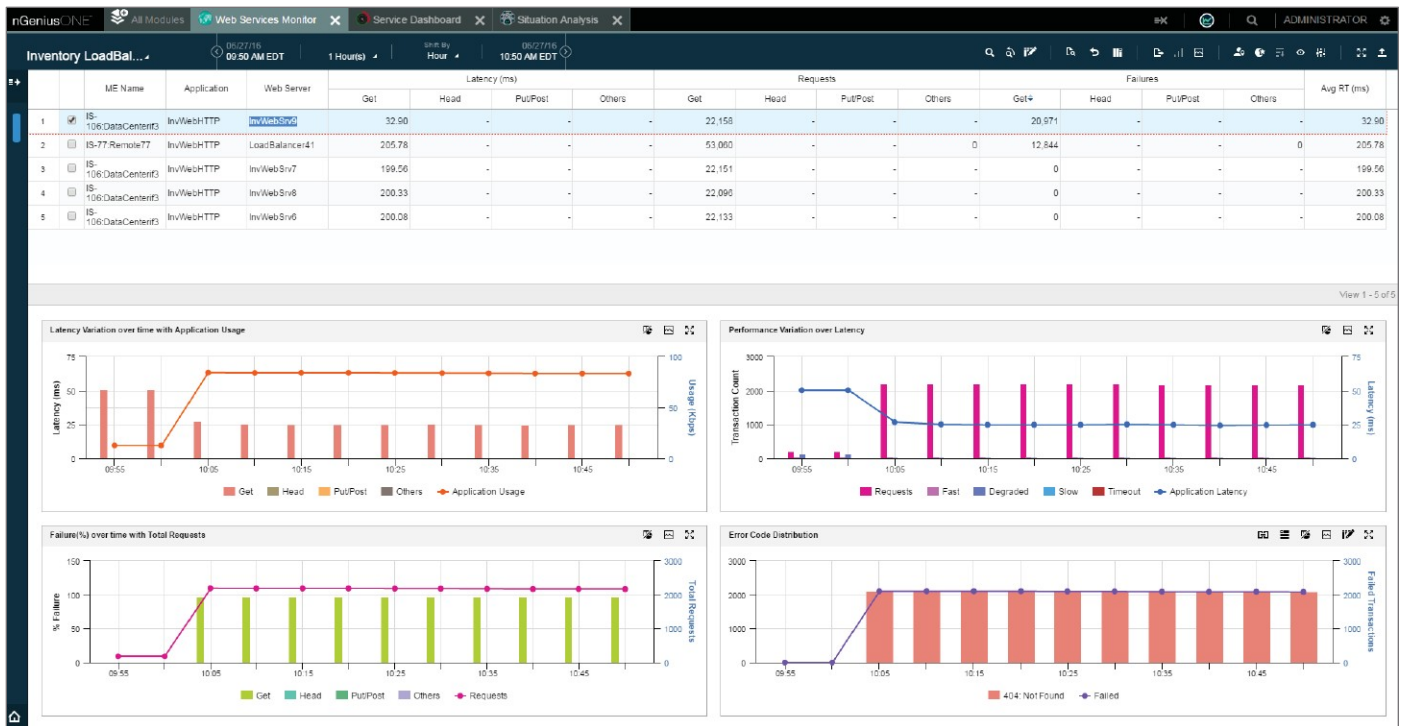 nGeniusONE All Modules Web Services Monitor X Service Dashboard X Situation Analysis X ADMINISTRATOR
Inventory LoadBal... 06/27/16 09:50 AM EDT 1 Hour(s) Shift By Hour 06/27/16 10:50 AM EDT
ME Name Application Web Server Latency (ms) Requests Failures Avg RT (ms)
Get Head Put/Post Others Get Head Put/Post Others Get Head Put/Post Others
1 IS-106:DataCenterif3 InvWebHTTP InvWebSrv9 32.90 - - - 22,158 - - - 20,971 - - - 32.90
2 IS-77:Remote77 InvWebHTTP LoadBalancer41 205.78 - - - 53,060 - - 0 12,844 - - 0 205.78
3 IS-106:DataCenterif3 InvWebHTTP InvWebSrv7 199.56 - - - 22,151 - - - 0 - - - 199.56
4 IS-106:DataCenterif3 InvWebHTTP InvWebSrv8 200.33 - - - 22,096 - - - 0 - - - 200.33
5 IS-106:DataCenterif3 InvWebHTTP InvWebSrv6 200.08 - - - 22,133 - - - 0 - - - 200.08
View 1 - 5 of 5
Latency Variation over time with Application Usage
75 50 25 0
Latency (ms)
100 50 0
Usage (Kbps)
09:55 10:05 10:15 10:25 10:35 10:45
Get Head Put/Post Others Application Usage
Performance Variation over Latency
3000 2000 1000 0
Transaction Count
75 50 25 0
Latency (ms)
09:55 10:05 10:15 10:25 10:35 10:45
Requests Fast Degraded Slow Timeout Application Latency
Failure(%) over time with Total Requests
150 100 50 0
% Failure
3000 2000 1000 0
Total Requests
09:55 10:05 10:15 10:25 10:35 10:45
Get Head Put/Post Others Requests
Error Code Distribution
3000 2000 1000 0
3000 2000 1000 0
Failed Transactions
09:55 10:05 10:15 10:25 10:35 10:45
404: Not Found Failed